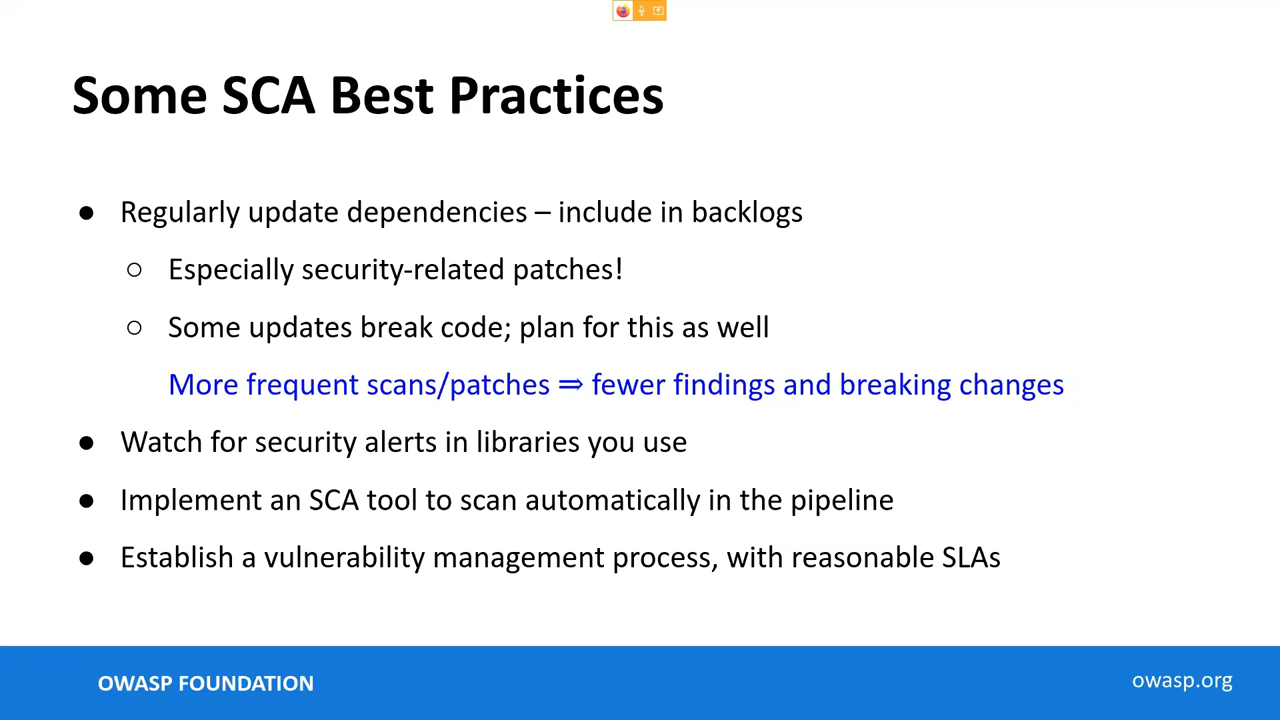 Some SCA Best Practices
● Regularly update dependencies – include in backlogs
○ Especially security-related patches!
○ Some updates break code; plan for this as well
More frequent scans/patches ⇒ fewer findings and breaking changes
● Watch for security alerts in libraries you use
● Implement an SCA tool to scan automatically in the pipeline
● Establish a vulnerability management process, with reasonable SLAs
OWASP FOUNDATION
owasp.org